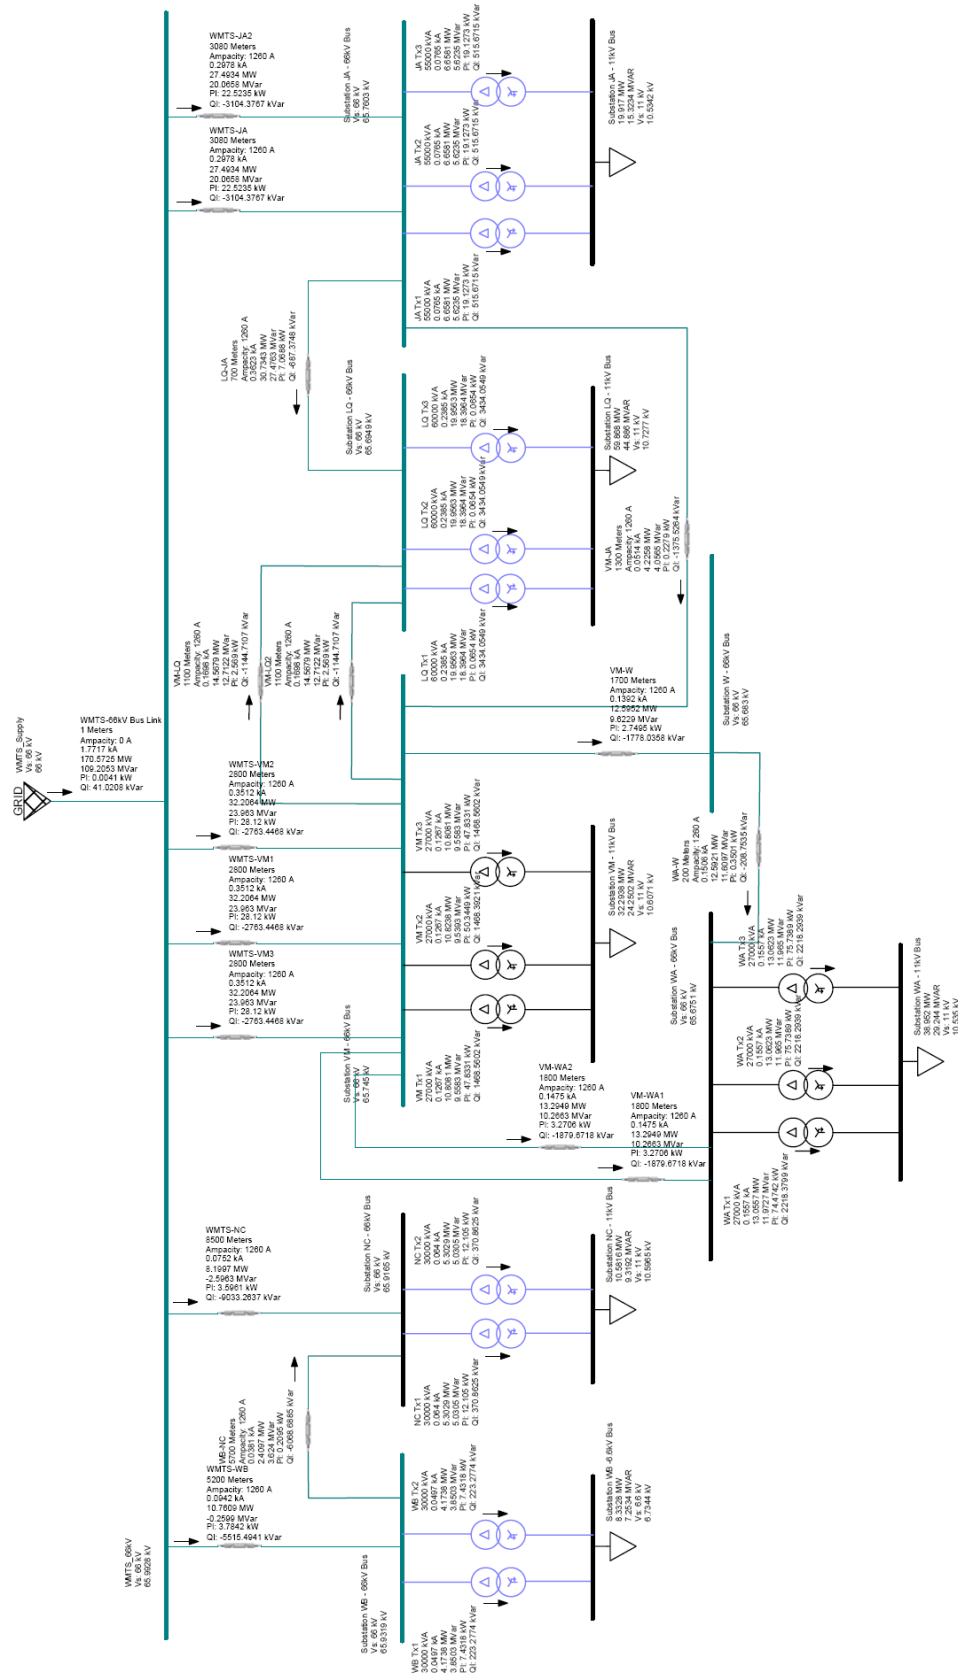 WMTS-JA2
3080 Meters
Ampacity: 1260 A
0.2978 kA
27.4934 MW
20.0658 MVar
Pl: 22.5235 kW
Ql: -3104.3767 kVar
WMTS-JA
3080 Meters
Ampacity: 1260 A
0.2978 kA
27.4934 MW
20.0658 MVar
Pl: 22.5235 kW
Ql: -3104.3767 kVar
Substation JA - 66kV Bus
Vs: 66 kV
65.7603 kV
JA Tx3
55000 kVA
0.0765 kA
6.6581 MW
5.6235 MVar
Pl: 19.1273 kW
Ql: 515.6715 kVar
JA Tx2
55000 kVA
0.0765 kA
6.6581 MW
5.6235 MVar
Pl: 19.1273 kW
Ql: 515.6715 kVar
JA Tx1
55000 kVA
0.0765 kA
6.6581 MW
5.6235 MVar
Pl: 19.1273 kW
Ql: 515.6715 kVar
Substation JA - 11kV Bus
19.917 MW
15.3234 MVAR
Vs: 11 kV
10.5342 kV
LQ-JA
700 Meters
Ampacity: 1260 A
0.3623 kA
30.7343 MW
27.4763 MVar
Pl: 7.0688 kW
Ql: -687.3748 kVar
Substation LQ - 66kV Bus
Vs: 66 kV
65.6949 kV
LQ Tx3
60000 kVA
0.2385 kA
19.9563 MW
18.3964 MVar
Pl: 0.0654 kW
Ql: 3434.0549 kVar
LQ Tx2
60000 kVA
0.2385 kA
19.9563 MW
18.3964 MVar
Pl: 0.0654 kW
Ql: 3434.0549 kVar
LQ Tx1
60000 kVA
0.2385 kA
19.9563 MW
18.3964 MVar
Pl: 0.0654 kW
Ql: 3434.0549 kVar
Substation LQ - 11kV Bus
59.868 MW
44.886 MVAR
Vs: 11 kV
10.7277 kV
VM-JA
1300 Meters
Ampacity: 1260 A
0.0514 kA
4.2258 MW
4.0565 MVar
Pl: 0.2279 kW
Ql: -1375.5264 kVar
VM-LQ
1100 Meters
Ampacity: 1260 A
0.1698 kA
14.5679 MW
12.7122 MVar
Pl: 2.569 kW
Ql: -1144.7107 kVar
VM-LQ2
1100 Meters
Ampacity: 1260 A
0.1698 kA
14.5679 MW
12.7122 MVar
Pl: 2.569 kW
Ql: -1144.7107 kVar
GRID
WMTS_Supply
Vs: 66 kV
66 kV
WMTS-66kV Bus Link
1 Meters
Ampacity: 0 A
1.7717 kA
170.5725 MW
109.2053 MVar
Pl: 0.0041 kW
Ql: 41.0208 kVar
WMTS-VM2
2800 Meters
Ampacity: 1260 A
0.3512 kA
32.2064 MW
23.963 MVar
Pl: 28.12 kW
Ql: -2763.4468 kVar
WMTS-VM1
2800 Meters
Ampacity: 1260 A
0.3512 kA
32.2064 MW
23.963 MVar
Pl: 28.12 kW
Ql: -2763.4468 kVar
WMTS-VM3
2800 Meters
Ampacity: 1260 A
0.3512 kA
32.2064 MW
23.963 MVar
Pl: 28.12 kW
Ql: -2763.4468 kVar
Substation VM - 66kV Bus
Vs: 66 kV
65.745 kV
VM Tx3
27000 kVA
0.1267 kA
10.8081 MW
9.5583 MVar
Pl: 47.8331 kW
Ql: 1468.5602 kVar
VM Tx2
27000 kVA
0.1267 kA
10.8238 MW
9.5393 MVar
Pl: 50.3449 kW
Ql: 1468.3921 kVar
VM Tx1
27000 kVA
0.1267 kA
10.8081 MW
9.5583 MVar
Pl: 47.8331 kW
Ql: 1468.5602 kVar
Substation VM - 11kV Bus
32.2938 MW
24.2502 MVAR
Vs: 11 kV
10.6071 kV
VM-W
1700 Meters
Ampacity: 1260 A
0.1392 kA
12.5952 MW
9.6229 MVar
Pl: 2.7495 kW
Ql: -1778.0358 kVar
Substation W - 66kV Bus
Vs: 66 kV
65.683 kV
WA-W
200 Meters
Ampacity: 1260 A
0.1506 kA
12.5921 MW
11.6097 MVar
Pl: 0.3501 kW
Ql: -208.7535 kVar
Substation WA - 66kV Bus
Vs: 66 kV
65.6751 kV
WA Tx3
27000 kVA
0.1557 kA
13.0623 MW
11.965 MVar
Pl: 75.7389 kW
Ql: 2218.2939 kVar
WA Tx2
27000 kVA
0.1557 kA
13.0623 MW
11.965 MVar
Pl: 75.7389 kW
Ql: 2218.2939 kVar
WA Tx1
27000 kVA
0.1557 kA
13.0557 MW
11.9727 MVar
Pl: 74.4742 kW
Ql: 2218.3799 kVar
Substation WA - 11kV Bus
38.952 MW
29.244 MVAR
Vs: 11 kV
10.535 kV
VM-WA2
1800 Meters
Ampacity: 1260 A
0.1475 kA
13.2949 MW
10.2663 MVar
Pl: 3.2706 kW
Ql: -1879.6718 kVar
VM-WA1
1800 Meters
Ampacity: 1260 A
0.1475 kA
13.2949 MW
10.2663 MVar
Pl: 3.2706 kW
Ql: -1879.6718 kVar
WMTS-NC
8500 Meters
Ampacity: 1260 A
0.0752 kA
8.1997 MW
-2.5963 MVar
Pl: 3.5961 kW
Ql: -9033.2637 kVar
Substation NC - 66kV Bus
Vs: 66 kV
65.9165 kV
NC Tx2
30000 kVA
0.064 kA
5.3029 MW
5.0305 MVar
Pl: 12.105 kW
Ql: 370.8625 kVar
NC Tx1
30000 kVA
0.064 kA
5.3029 MW
5.0305 MVar
Pl: 12.105 kW
Ql: 370.8625 kVar
Substation NC - 11kV Bus
10.5816 MW
9.3192 MVAR
Vs: 11 kV
10.5965 kV
WB-NC
5700 Meters
Ampacity: 1260 A
0.0381 kA
2.4097 MW
3.624 MVar
Pl: 0.2095 kW
Ql: -6068.6885 kVar
WMTS-WB
5200 Meters
Ampacity: 1260 A
0.0942 kA
10.7609 MW
-0.2599 MVar
Pl: 3.7842 kW
Ql: -5515.4941 kVar
WMTS_66kV
Vs: 66 kV
65.9928 kV
Substation WB - 66kV Bus
Vs: 66 kV
65.9319 kV
WB Tx2
30000 kVA
0.0497 kA
4.1738 MW
3.8503 MVar
Pl: 7.4318 kW
Ql: 223.2774 kVar
WB Tx1
30000 kVA
0.0497 kA
4.1738 MW
3.8503 MVar
Pl: 7.4318 kW
Ql: 223.2774 kVar
Substation WB -6.6kV Bus
8.3328 MW
7.2534 MVAR
Vs: 6.6 kV
6.7344 kV